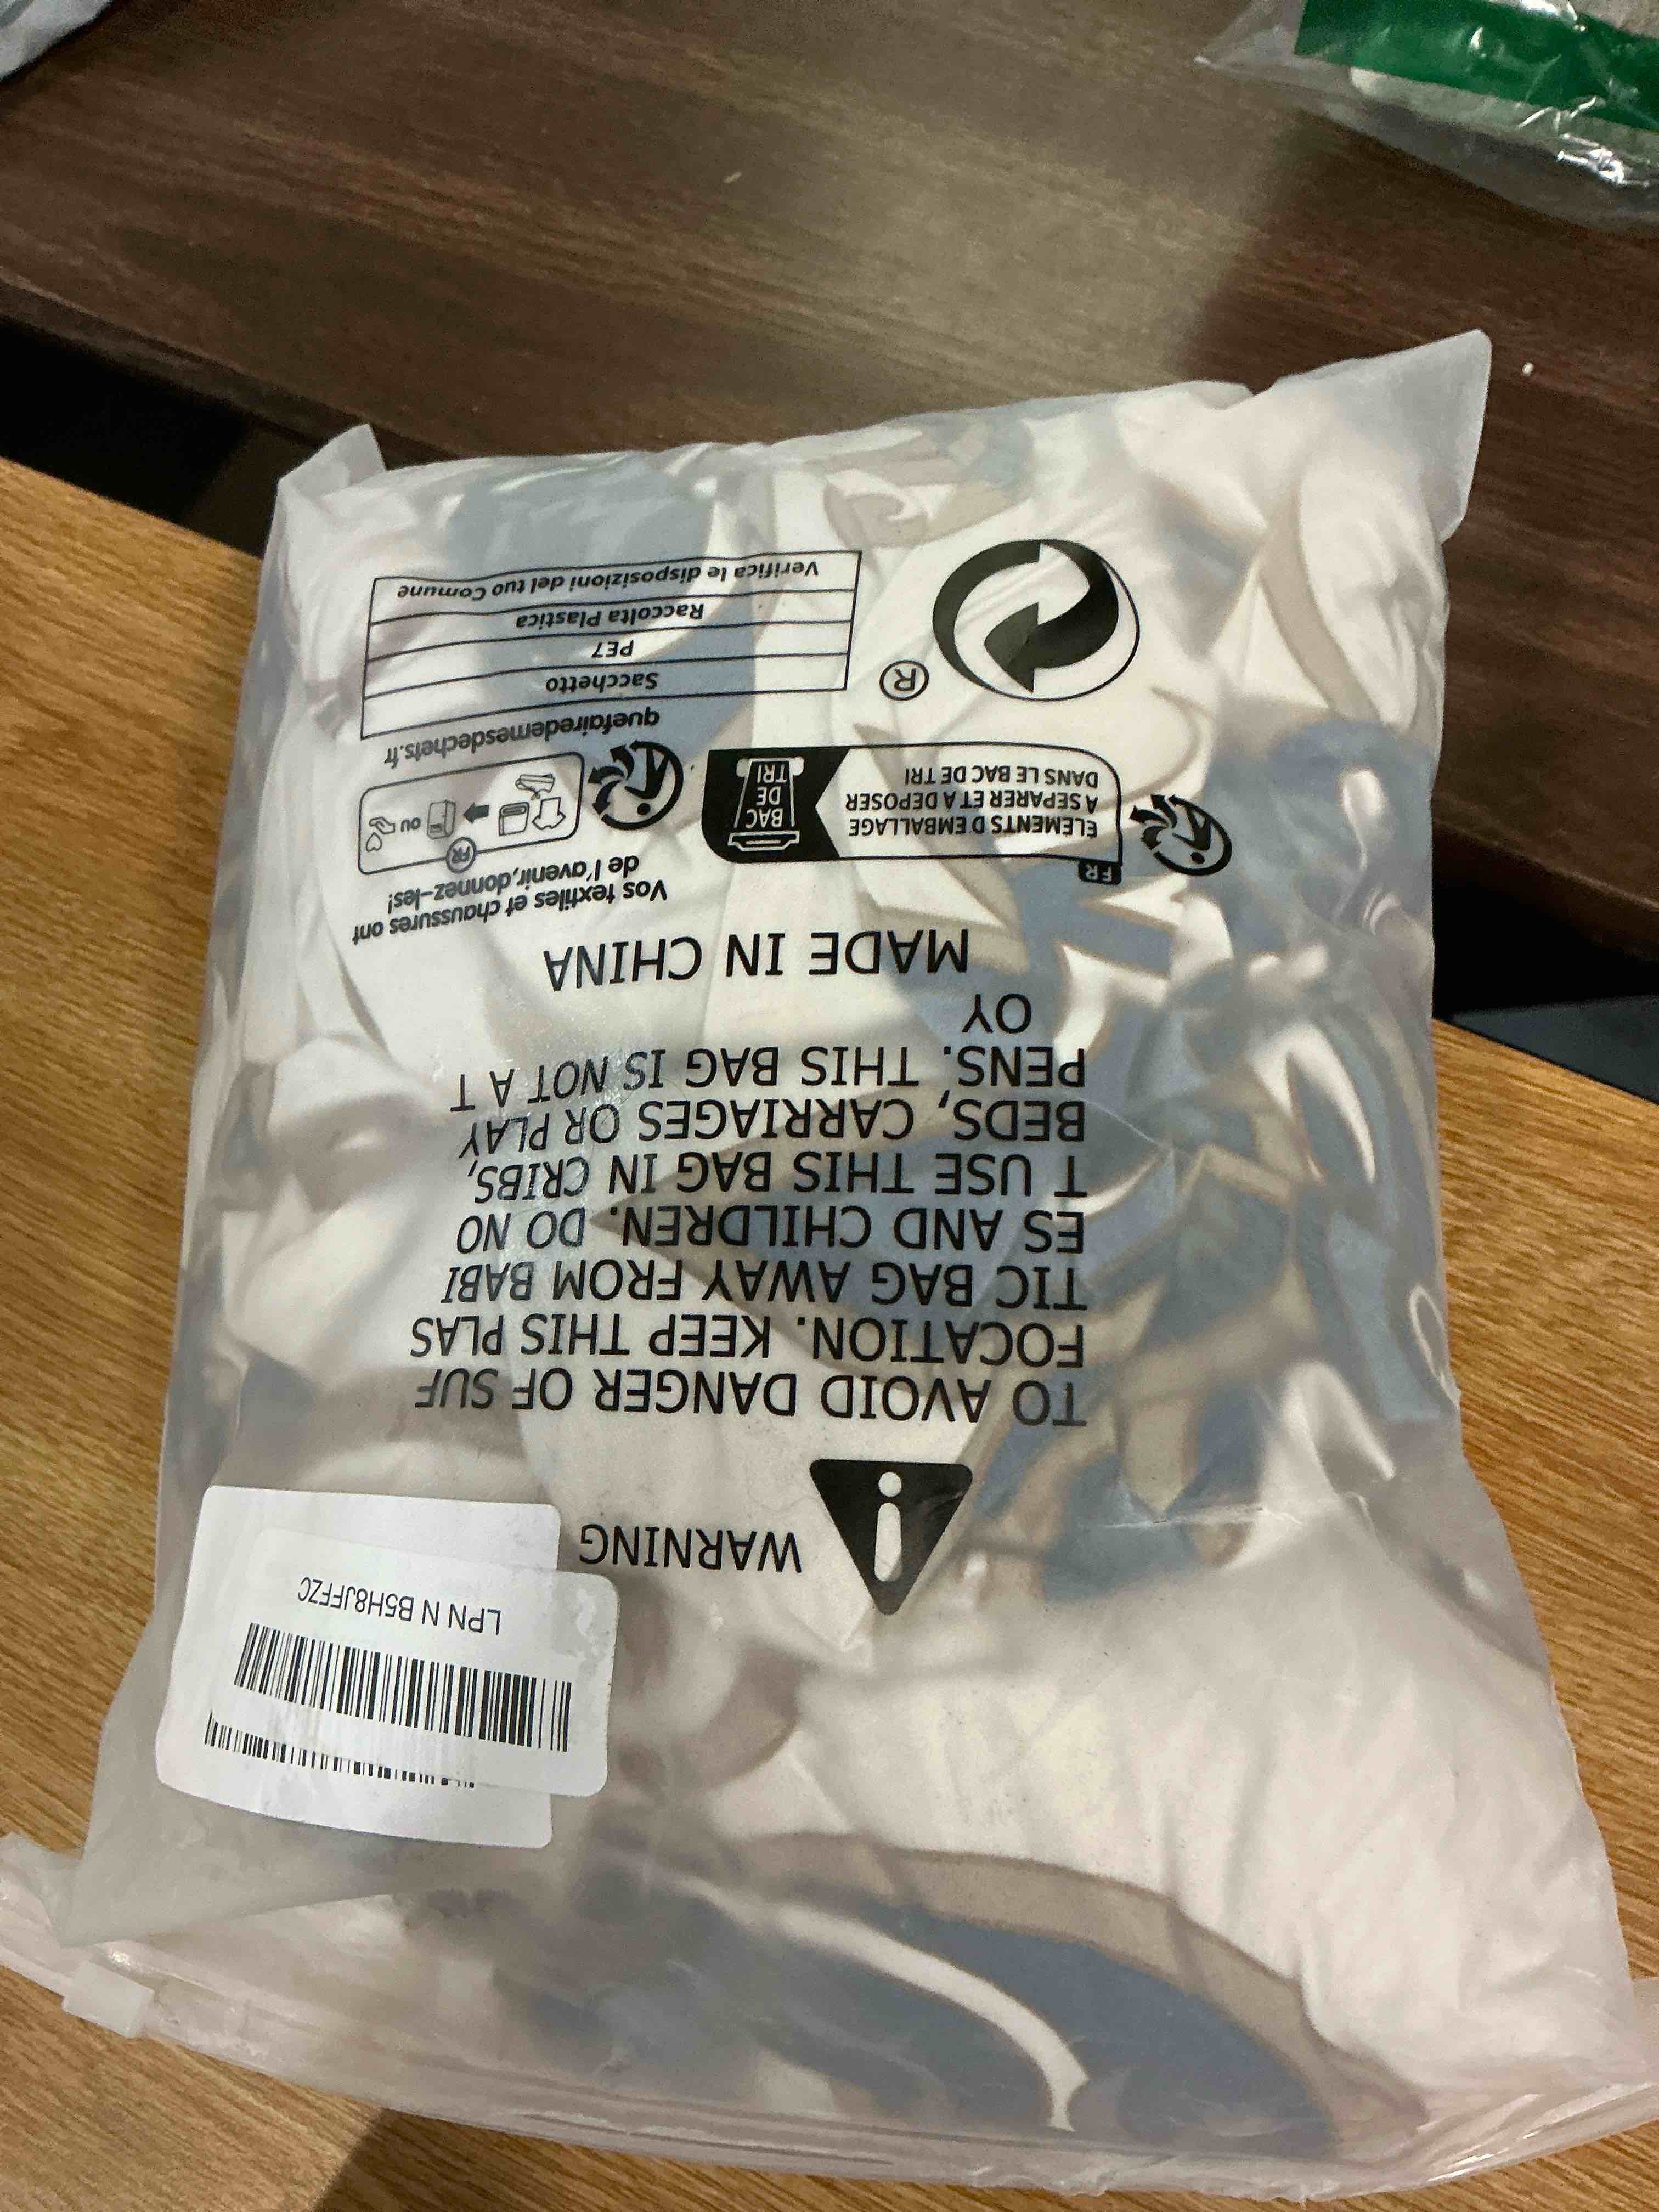 LPN N B5H8JFFZC
WARNING
TO AVOID DANGER OF SUF
FOCATION. KEEP THIS PLAS
TIC BAG AWAY FROM BABI
ES AND CHILDREN. DO NO
T USE THIS BAG IN CRIBS,
BEDS, CARRIAGES OR PLAY
PENS. THIS BAG IS NOT A T
OY
MADE IN CHINA
FR
ELEMENTS D'EMBALLAGE
A SEPARER ET A DEPOSER
DANS LE BAC DE TRI
BAC
DE
TRI
Vos textiles et chaussures ont
de l'avenir,donnez-les!
FR
OU
quefairedemesdechets.fr
®
Sacchetto
PE7
Raccolta Plastica
Verifica le disposizioni del tuo Comune